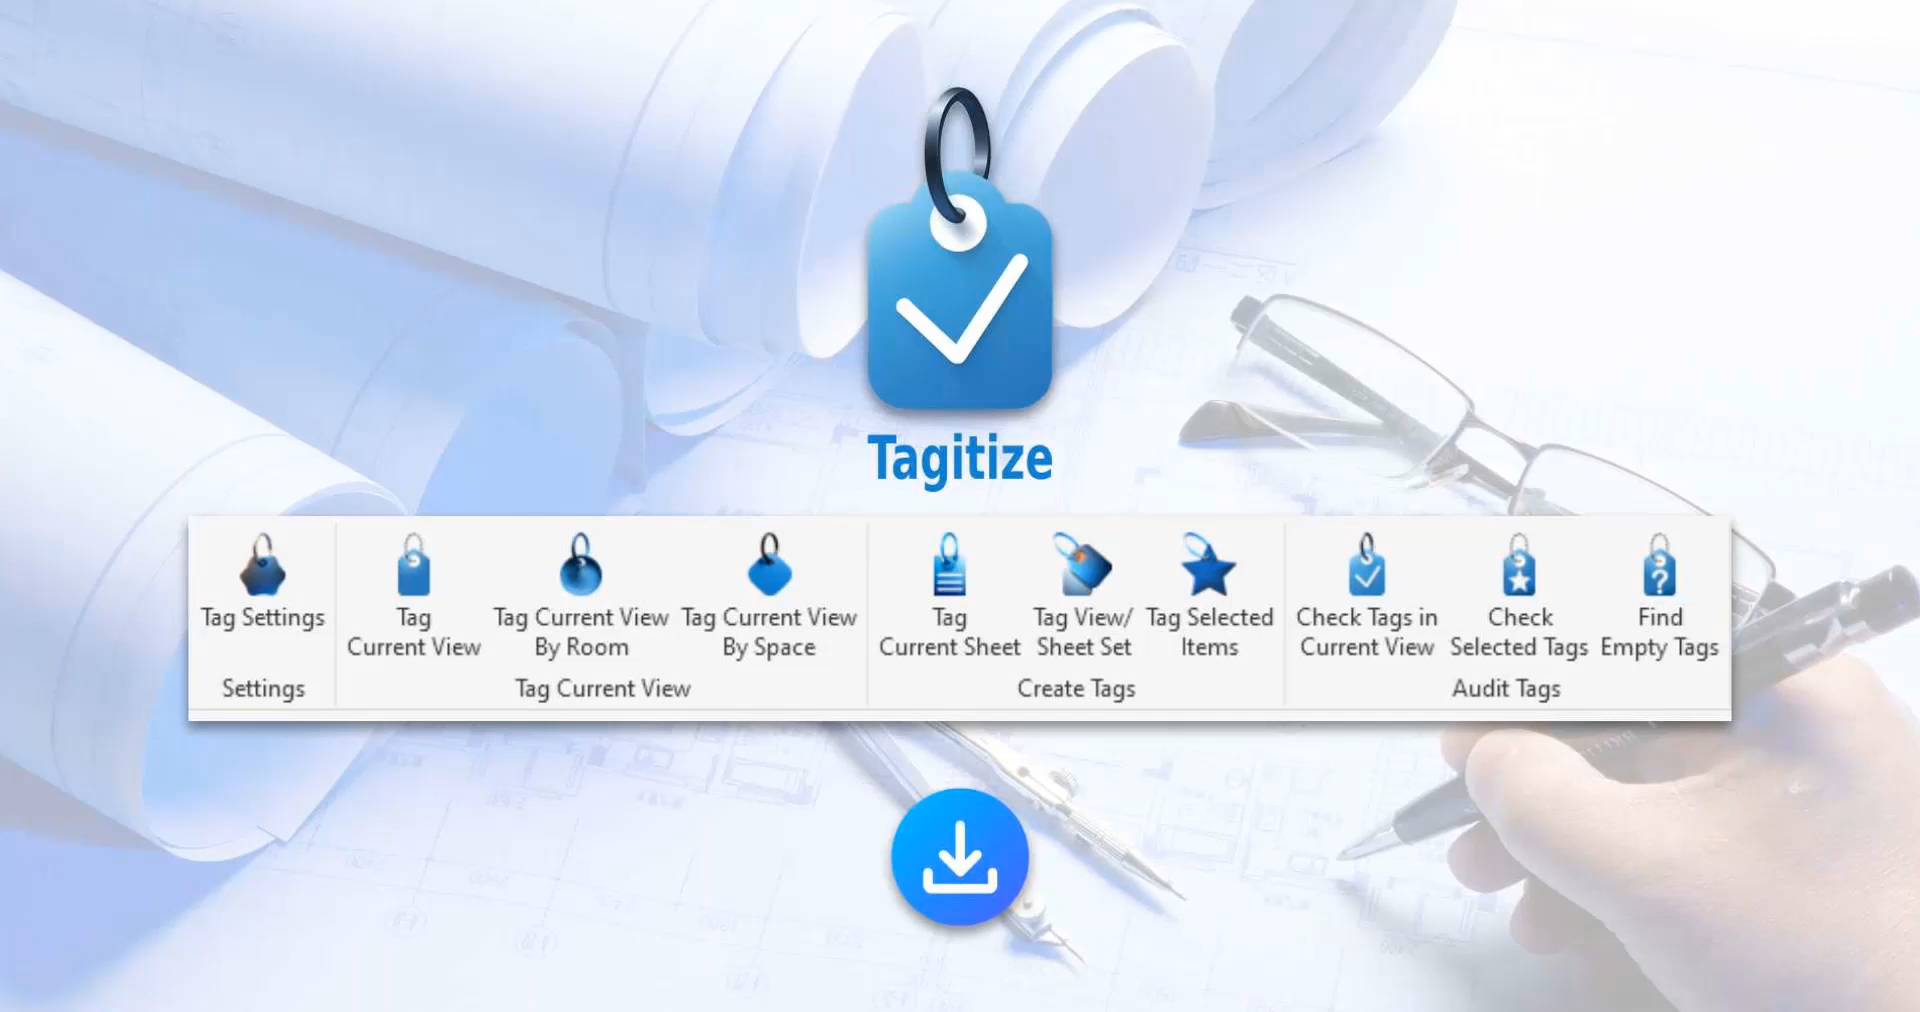 Tagitize
Tag Settings
Settings
Tag
Current View
Tag Current View
By Room
Tag Current View
By Space
Tag Current View
Tag
Current Sheet
Tag View/
Sheet Set
Tag Selected
Items
Create Tags
Check Tags in
Current View
Check
Selected Tags
Find
Empty Tags
Audit Tags